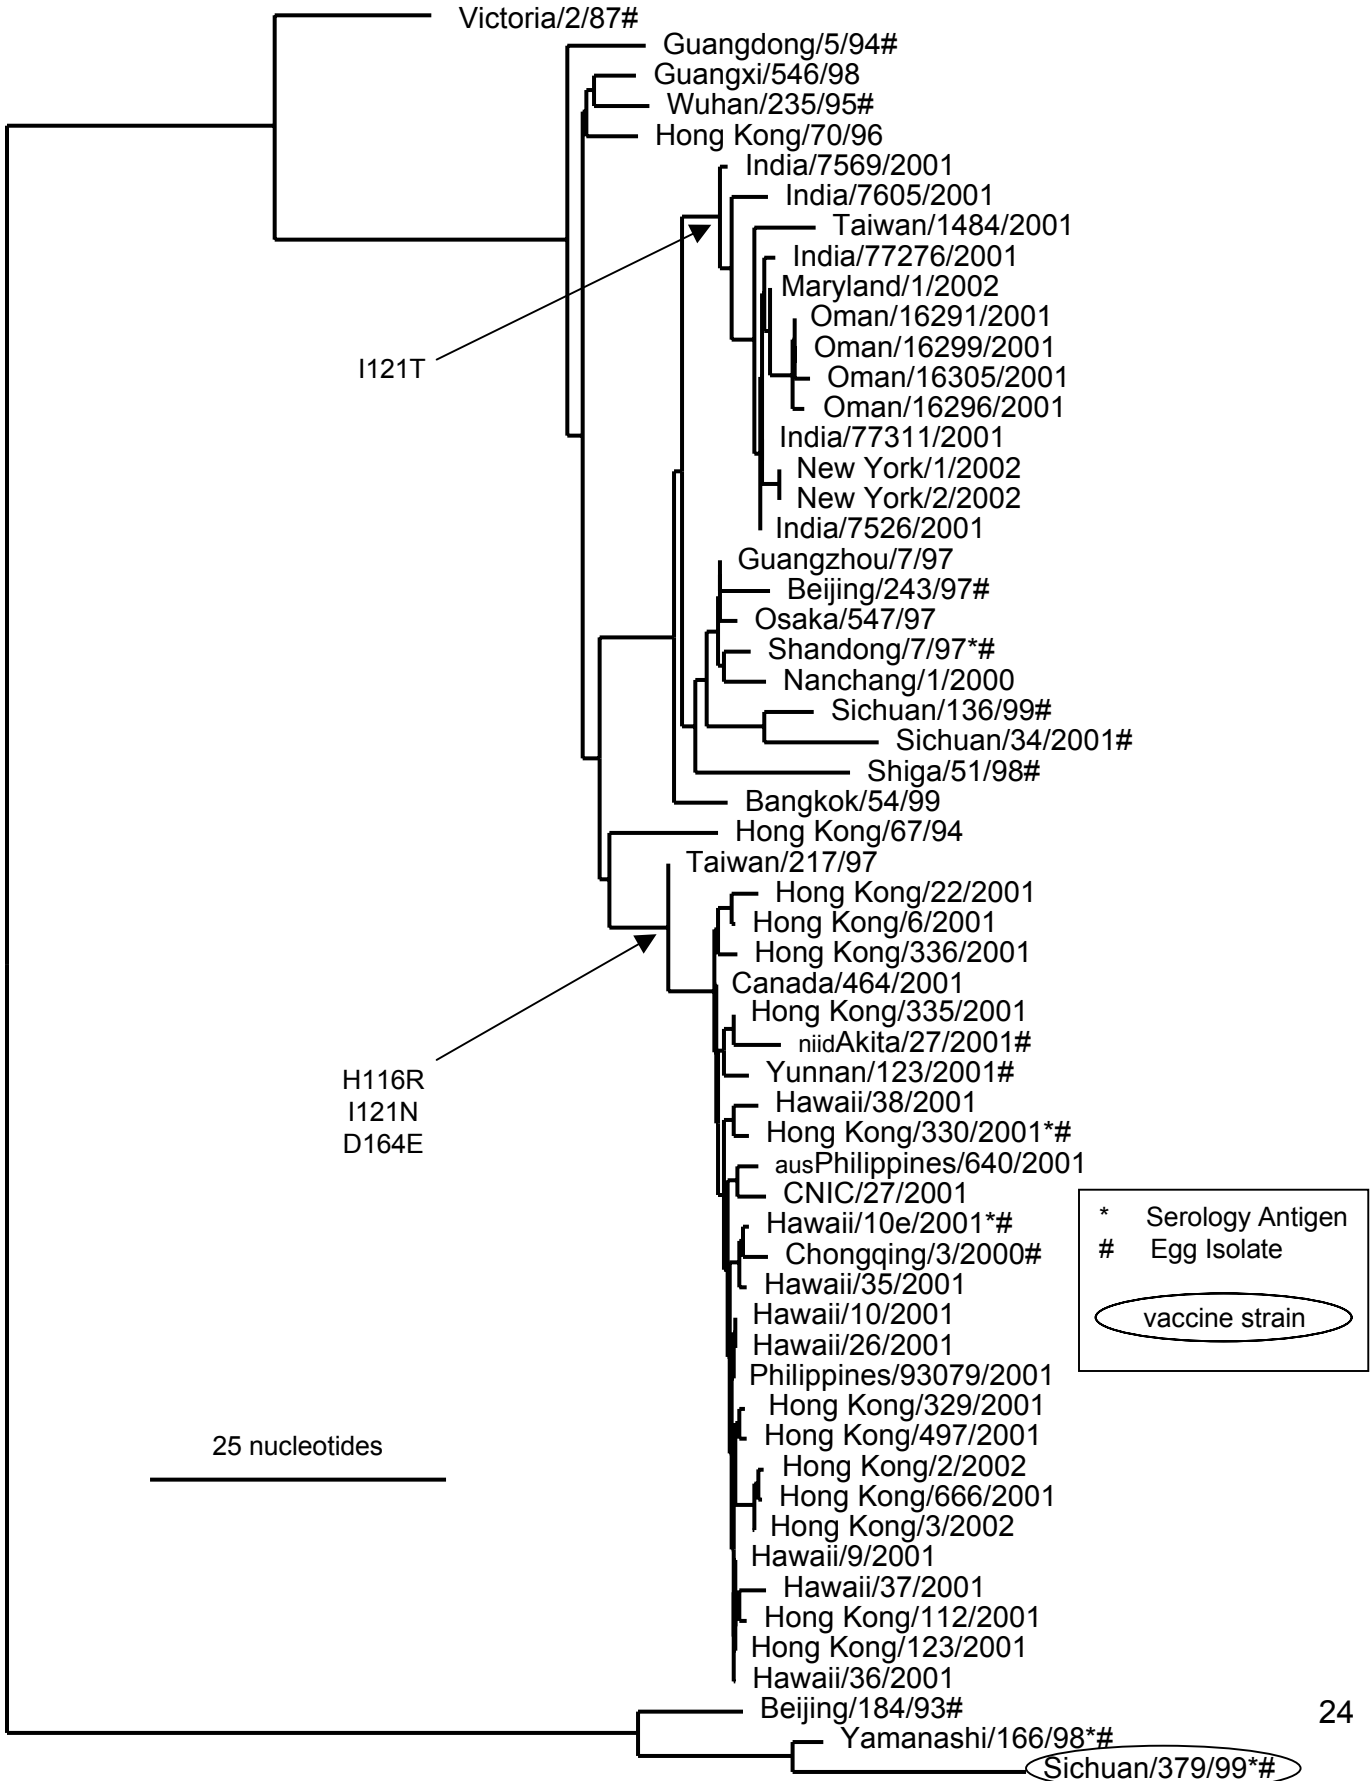 Victoria/2/87#
Guangdong/5/94#
Guangxi/546/98
Wuhan/235/95#
Hong Kong/70/96
India/7569/2001
India/7605/2001
Taiwan/1484/2001
India/77276/2001
Maryland/1/2002
Oman/16291/2001
Oman/16299/2001
I121T
Oman/16305/2001
Oman/16296/2001
India/77311/2001
New York/1/2002
New York/2/2002
India/7526/2001
Guangzhou/7/97
Beijing/243/97#
Osaka/547/97
Shandong/7/97*#
Nanchang/1/2000
Sichuan/136/99#
Sichuan/34/2001#
Shiga/51/98#
Bangkok/54/99
Hong Kong/67/94
Taiwan/217/97
Hong Kong/22/2001
Hong Kong/6/2001
Hong Kong/336/2001
Canada/464/2001
Hong Kong/335/2001
niidAkita/27/2001#
Yunnan/123/2001#
H116R
I121N
D164E
Hawaii/38/2001
Hong Kong/330/2001*#
ausPhilippines/640/2001
CNIC/27/2001
Hawaii/10e/2001*#
Chongqing/3/2000#
Hawaii/35/2001
Hawaii/10/2001
Hawaii/26/2001
Philippines/93079/2001
Hong Kong/329/2001
Hong Kong/497/2001
Hong Kong/2/2002
Hong Kong/666/2001
Hong Kong/3/2002
Hawaii/9/2001
Hawaii/37/2001
Hong Kong/112/2001
Hong Kong/123/2001
Hawaii/36/2001
Beijing/184/93#
Yamanashi/166/98*#
Sichuan/379/99*#
* Serology Antigen
# Egg Isolate
vaccine strain
25 nucleotides
24